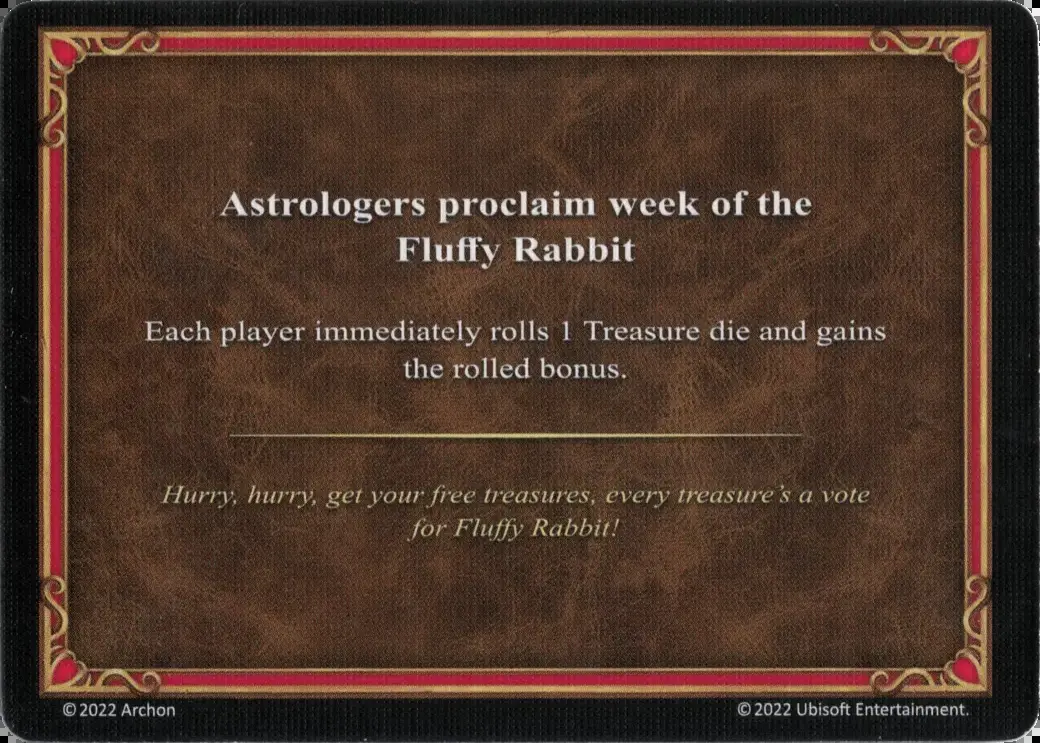 Astrologers proclaim week of the
Fluffy Rabbit
Each player immediately rolls 1 Treasure die and gains
the rolled bonus.
Hurry, hurry, get your free treasures, every treasure's a vote
for Fluffy Rabbit!
© 2022 Archon
© 2022 Ubisoft Entertainment.